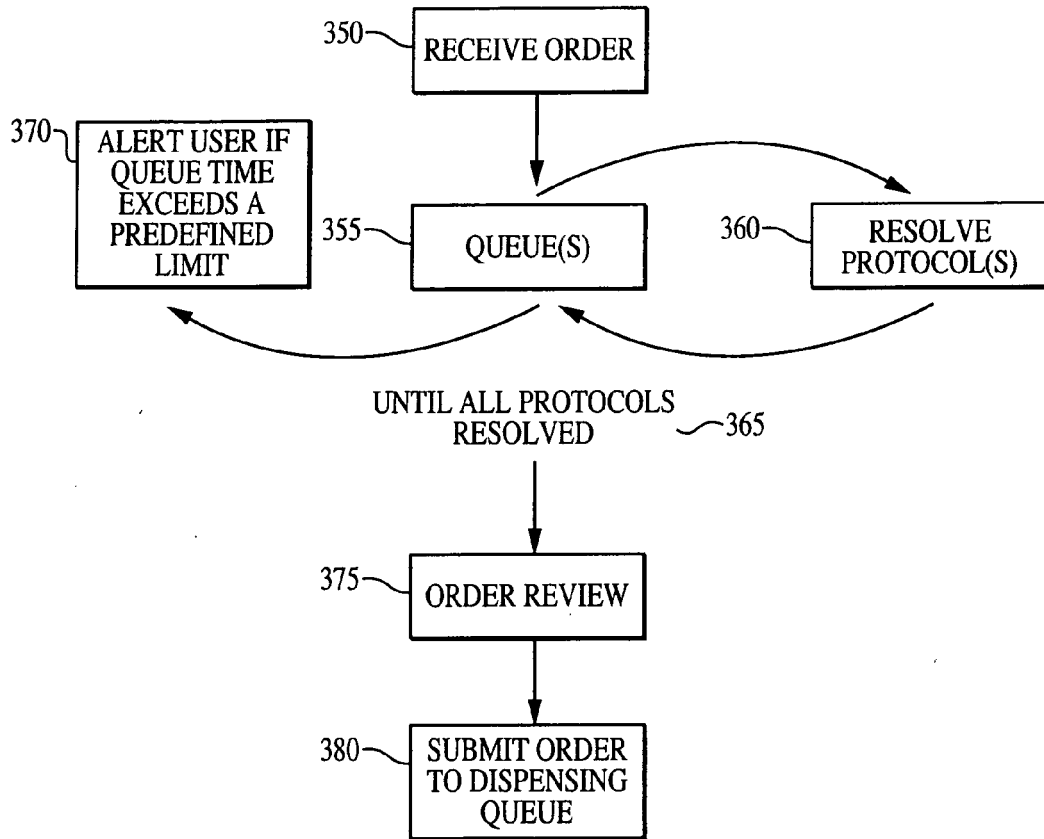 350
RECEIVE ORDER
370
ALERT USER IF
QUEUE TIME
EXCEEDS A
PREDEFINED
LIMIT
355
QUEUE(S)
360
RESOLVE
PROTOCOL(S)
UNTIL ALL PROTOCOLS
RESOLVED
365
375
ORDER REVIEW
380
SUBMIT ORDER
TO DISPENSING
QUEUE